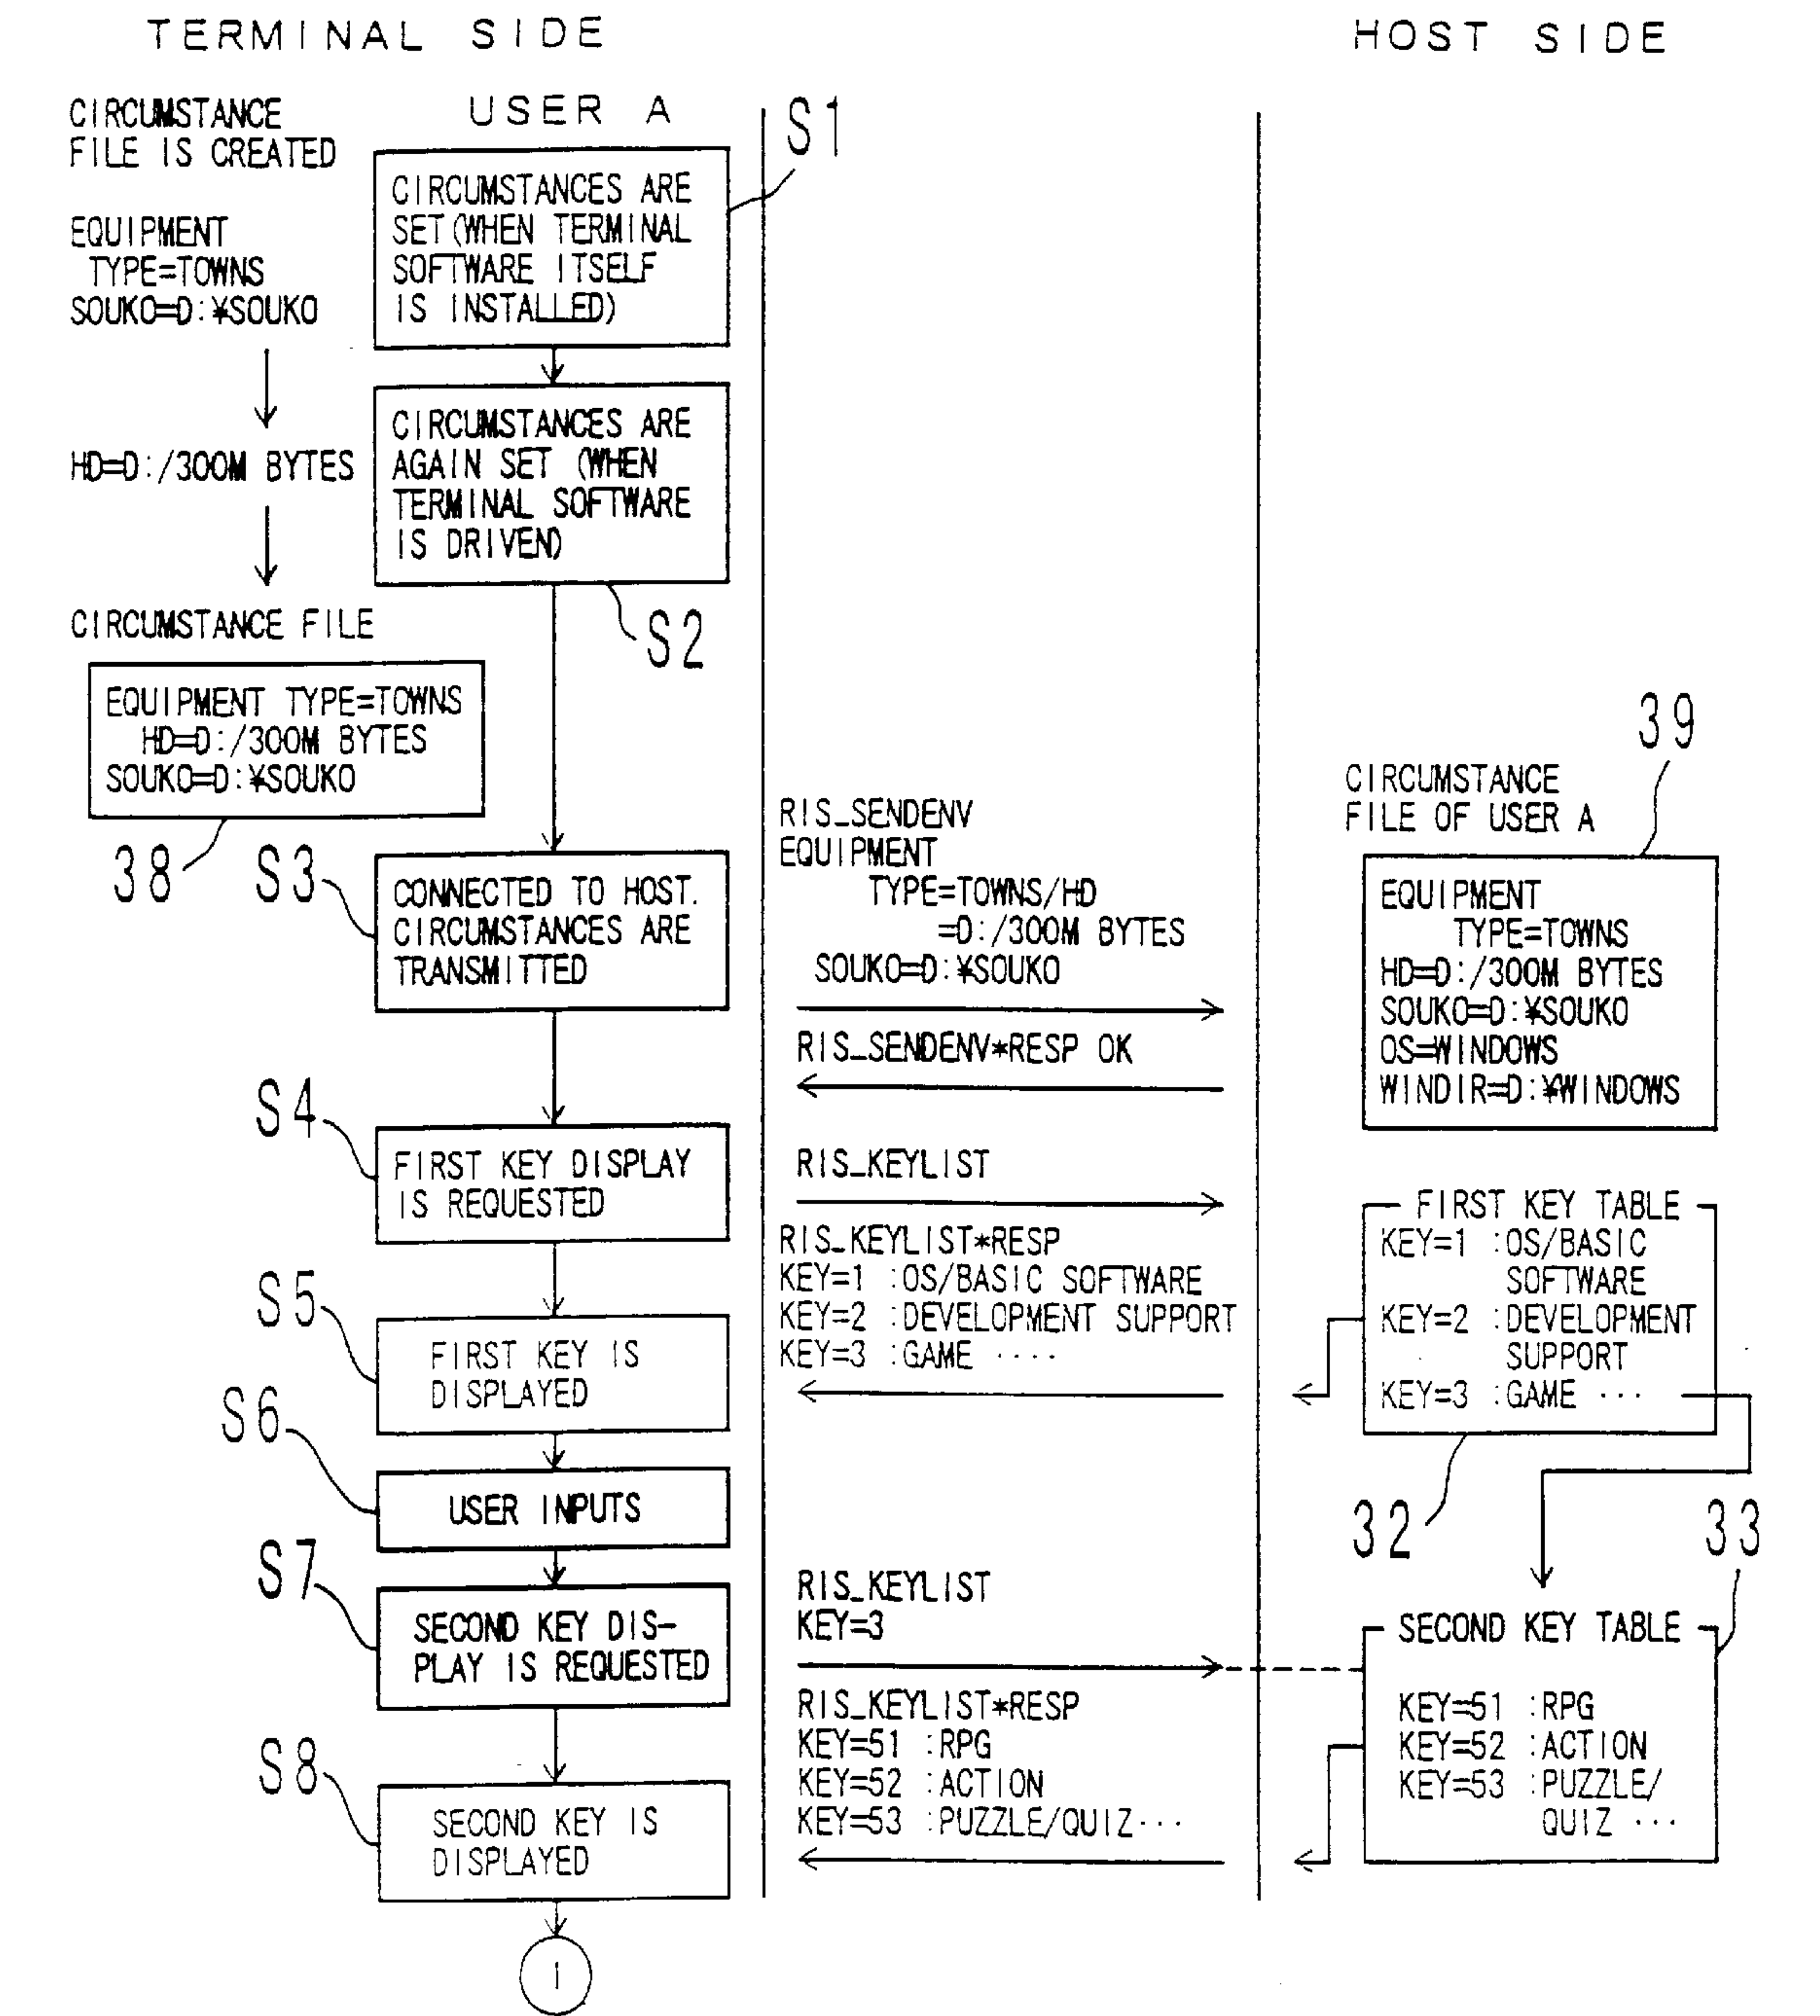 TERMINAL SIDE
HOST SIDE
CIRCUMSTANCE
FILE IS CREATED
EQUIPMENT
TYPE=TOWNS
SOUKO=D:¥SOUKO
HD=D:/300M BYTES
CIRCUMSTANCE FILE
EQUIPMENT TYPE=TOWNS
HD=D:/300M BYTES
SOUKO=D:¥SOUKO
38
USER A
S1
CIRCUMSTANCES ARE
SET(WHEN TERMINAL
SOFTWARE ITSELF
IS INSTALLED)
CIRCUMSTANCES ARE
AGAIN SET (WHEN
TERMINAL SOFTWARE
IS DRIVEN)
S2
S3
CONNECTED TO HOST.
CIRCUMSTANCES ARE
TRANSMITTED
S4
FIRST KEY DISPLAY
IS REQUESTED
S5
FIRST KEY IS
DISPLAYED
S6
USER INPUTS
S7
SECOND KEY DIS-
PLAY IS REQUESTED
S8
SECOND KEY IS
DISPLAYED
1
RIS_SENDENV
EQUIPMENT
TYPE=TOWNS/HD
=D:/300M BYTES
SOUKO=D:¥SOUKO
RIS_SENDENV*RESP OK
RIS_KEYLIST
RIS_KEYLIST*RESP
KEY=1 :OS/BASIC SOFTWARE
KEY=2 :DEVELOPMENT SUPPORT
KEY=3 :GAME ····
RIS_KEYLIST
KEY=3
RIS_KEYLIST*RESP
KEY=51 :RPG
KEY=52 :ACTION
KEY=53 :PUZZLE/QUIZ···
39
CIRCUMSTANCE
FILE OF USER A
EQUIPMENT
TYPE=TOWNS
HD=D:/300M BYTES
SOUKO=D:¥SOUKO
OS=WINDOWS
WINDIR=D:¥WINDOWS
FIRST KEY TABLE
KEY=1 :OS/BASIC
SOFTWARE
KEY=2 :DEVELOPMENT
SUPPORT
KEY=3 :GAME ···
32
33
SECOND KEY TABLE
KEY=51 :RPG
KEY=52 :ACTION
KEY=53 :PUZZLE/
QUIZ ···